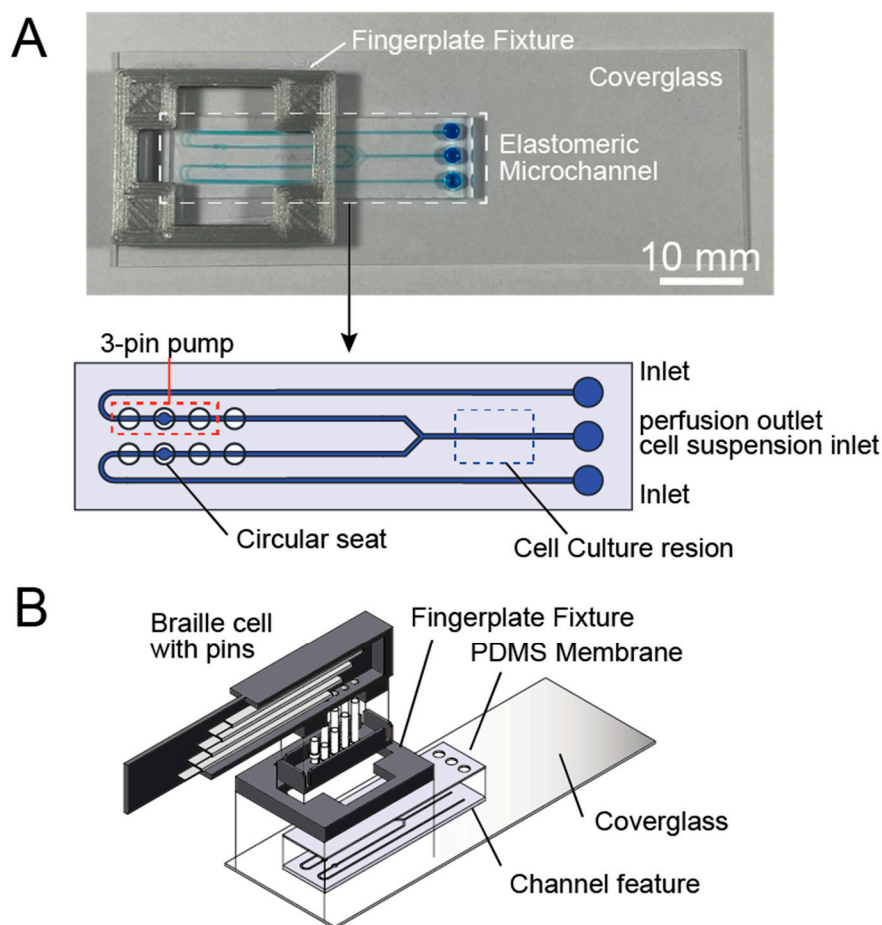 A
Fingerplate Fixture
Coverglass
Elastomeric
Microchannel
10 mm
3-pin pump
Inlet
perfusion outlet
cell suspension inlet
Inlet
Circular seat
Cell Culture resion
B
Braille cell
with pins
Fingerplate Fixture
PDMS Membrane
Coverglass
Channel feature